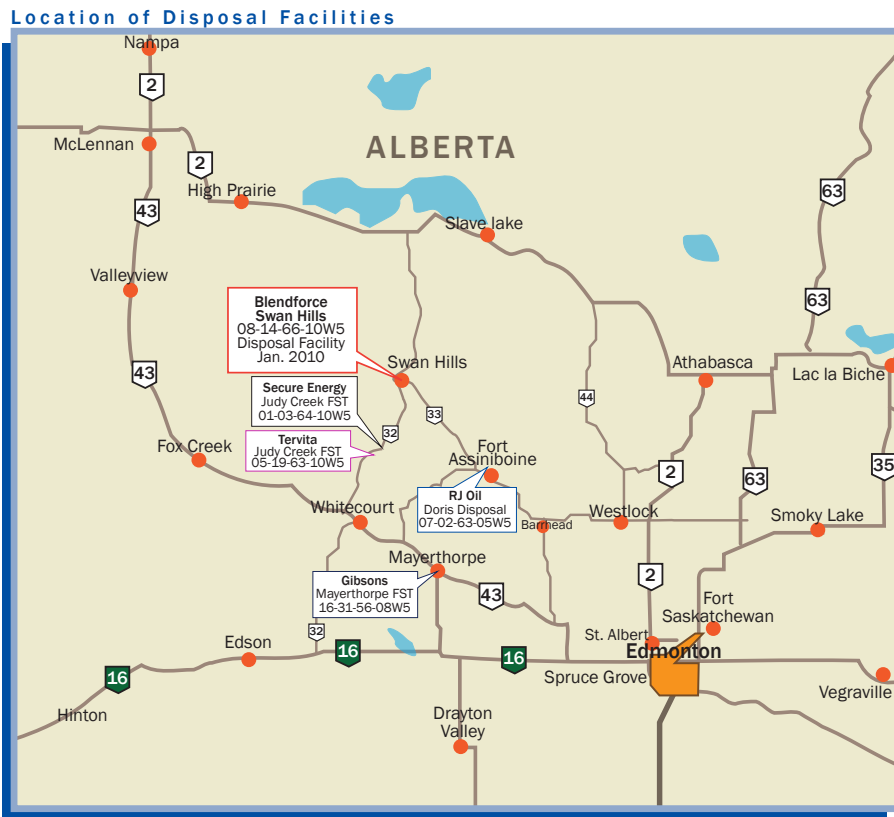 Location of Disposal Facilities
Nampa
2
ALBERTA
McLennan
2
63
High Prairie
43
Slave lake
Valleyview
63
Blendforce
Swan Hills
08-14-66-10W5
Disposal Facility
Jan. 2010
Swan Hills
Athabasca
43
Lac la Biche
Secure Energy
Judy Creek FST
01-03-64-10W5
44
33
32
Tervita
Judy Creek FST
05-19-63-10W5
Fox Creek
Fort
Assiniboine
2
63
35
RJ Oil
Doris Disposal
07-02-63-05W5
Whitecourt
Barrhead
Westlock
Smoky Lake
Mayerthorpe
Gibsons
Mayerthorpe FST
16-31-56-08W5
43
2
Fort
Saskatchewan
32
St. Albert
Edson
16
16
Edmonton
16
Spruce Grove
Vegraville
Hinton
Drayton
Valley